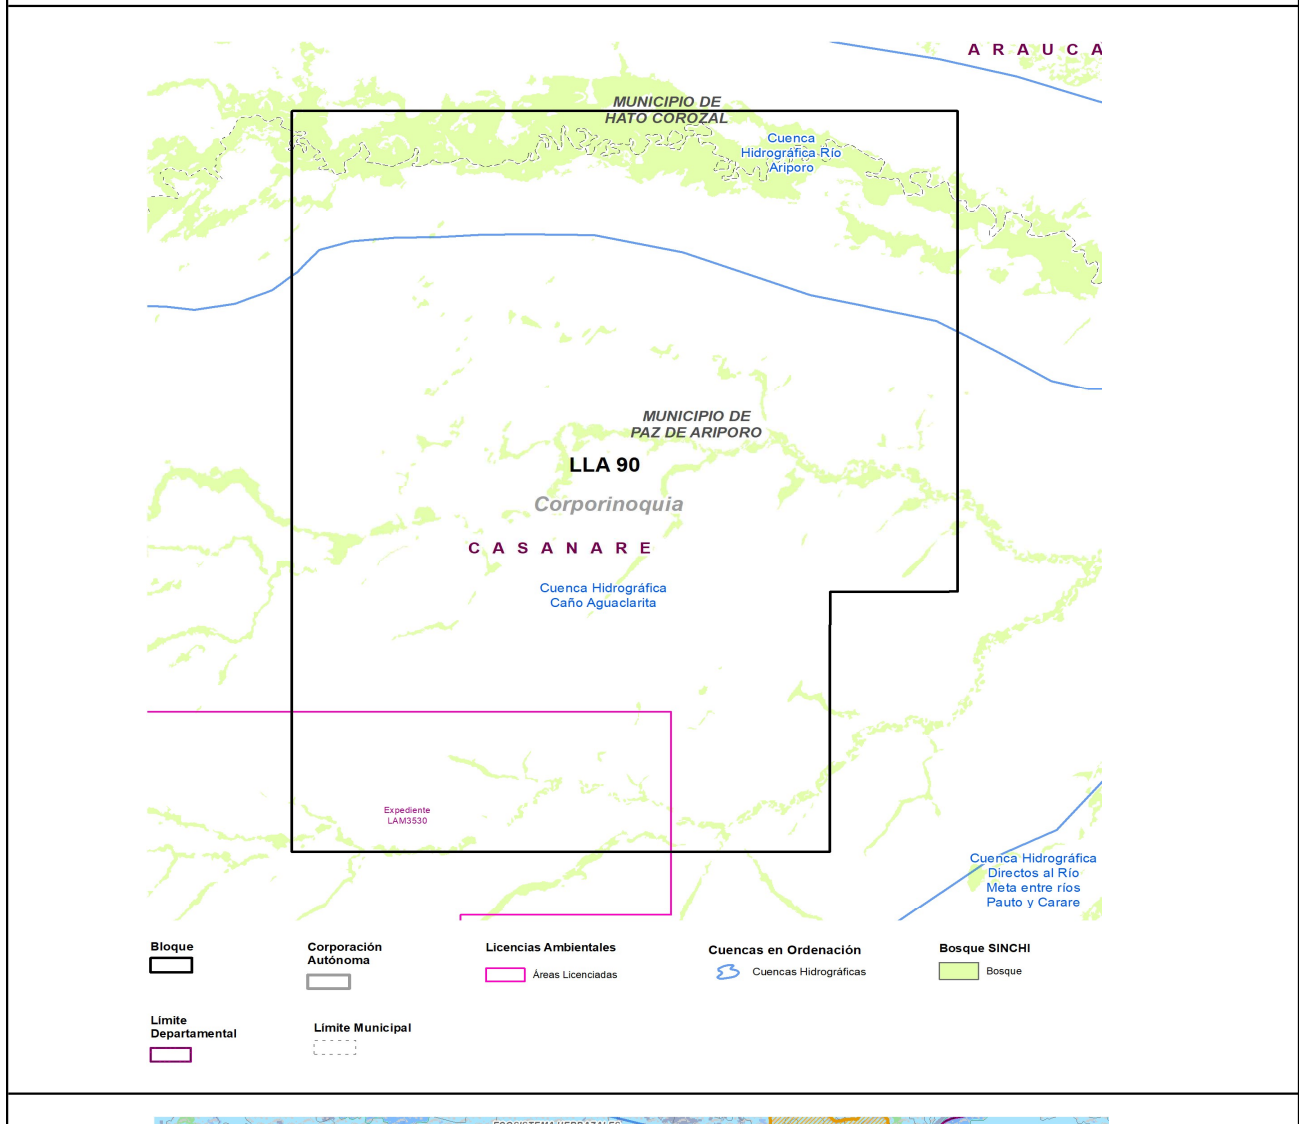 A R A U C A
MUNICIPIO DE
HATO COROZAL
Cuenca
Hidrográfica Río
Ariporo
MUNICIPIO DE
PAZ DE ARIPORO
LLA 90
Corporinoquia
C A S A N A R E
Cuenca Hidrográfica
Caño Aguaclarita
Expediente
LAM3530
Cuenca Hidrográfica
Directos al Río
Meta entre ríos
Pauto y Carare
Bloque
Corporación
Autónoma
Licencias Ambientales
Áreas Licenciadas
Cuencas en Ordenación
Cuencas Hidrográficas
Bosque SINCHI
Bosque
Límite
Departamental
Límite Municipal